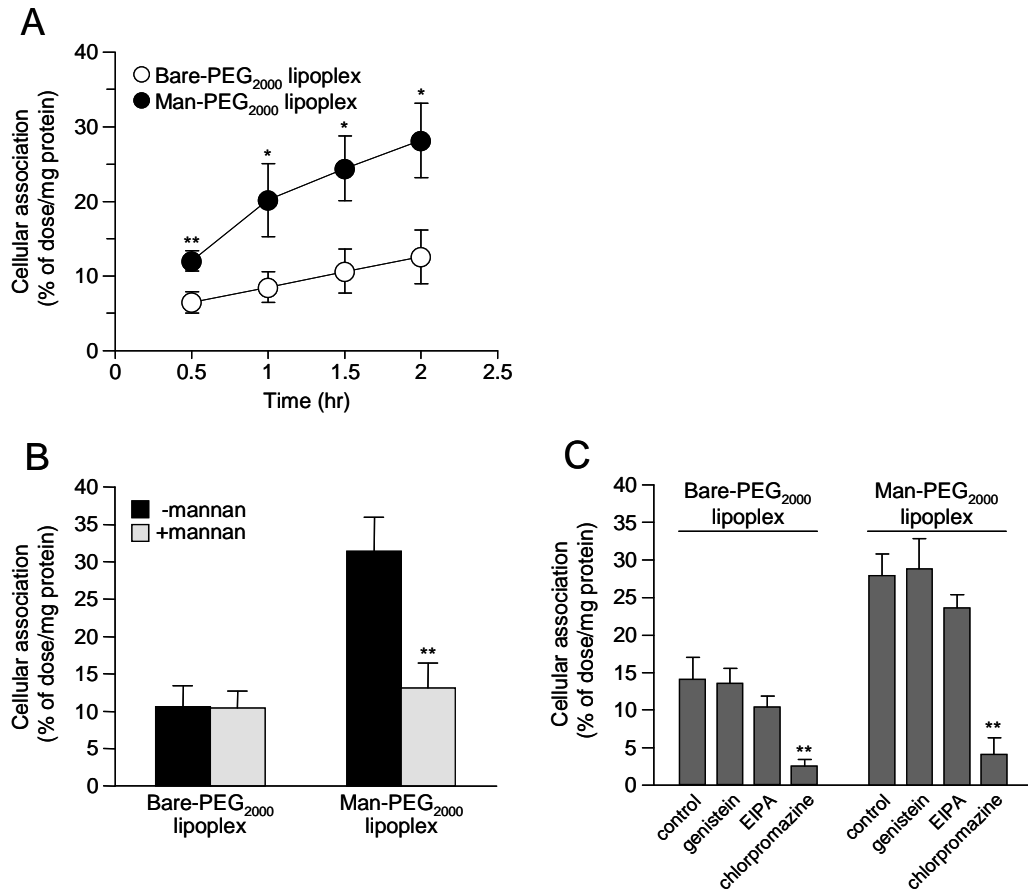 A
Cellular association
(% of dose/mg protein)
40
30
20
10
0
Bare-PEG2000 lipoplex
Man-PEG2000 lipoplex
**
*
*
*
0
0.5
1
1.5
2
2.5
Time (hr)
B
Cellular association
(% of dose/mg protein)
40
35
30
25
20
15
10
5
0
-mannan
+mannan
**
Bare-PEG2000
lipoplex
Man-PEG2000
lipoplex
C
Cellular association
(% of dose/mg protein)
40
35
30
25
20
15
10
5
0
Bare-PEG2000
lipoplex
Man-PEG2000
lipoplex
**
**
control
genistein
EIPA
chlorpromazine
control
genistein
EIPA
chlorpromazine